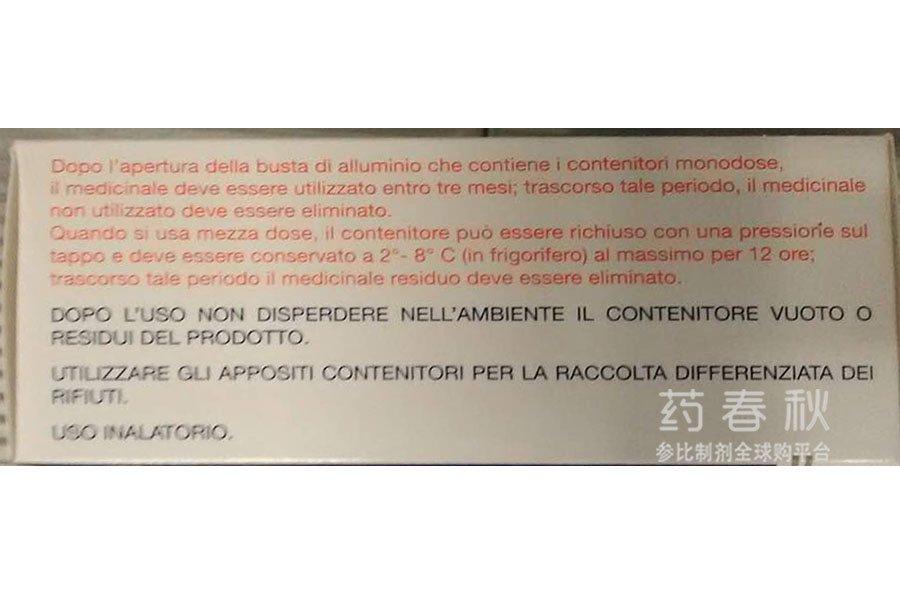 Dopo l'apertura della busta di alluminio che contiene i contenitori monodose,
il medicinale deve essere utilizzato entro tre mesi; trascorso tale periodo, il medicinale
non utilizzato deve essere eliminato.
Quando si usa mezza dose, il contenitore può essere richiuso con una pressione sul
tappo e deve essere conservato a 2°- 8° C (in frigorifero) al massimo per 12 ore;
trascorso tale periodo il medicinale residuo deve essere eliminato.
DOPO L'USO NON DISPERDERE NELL'AMBIENTE IL CONTENITORE VUOTO O
RESIDUI DEL PRODOTTO.
UTILIZZARE GLI APPOSITI CONTENITORI PER LA RACCOLTA DIFFERENZIATA DEI
RIFIUTI.
USO INALATORIO.
药春秋
参比制剂全球购平台